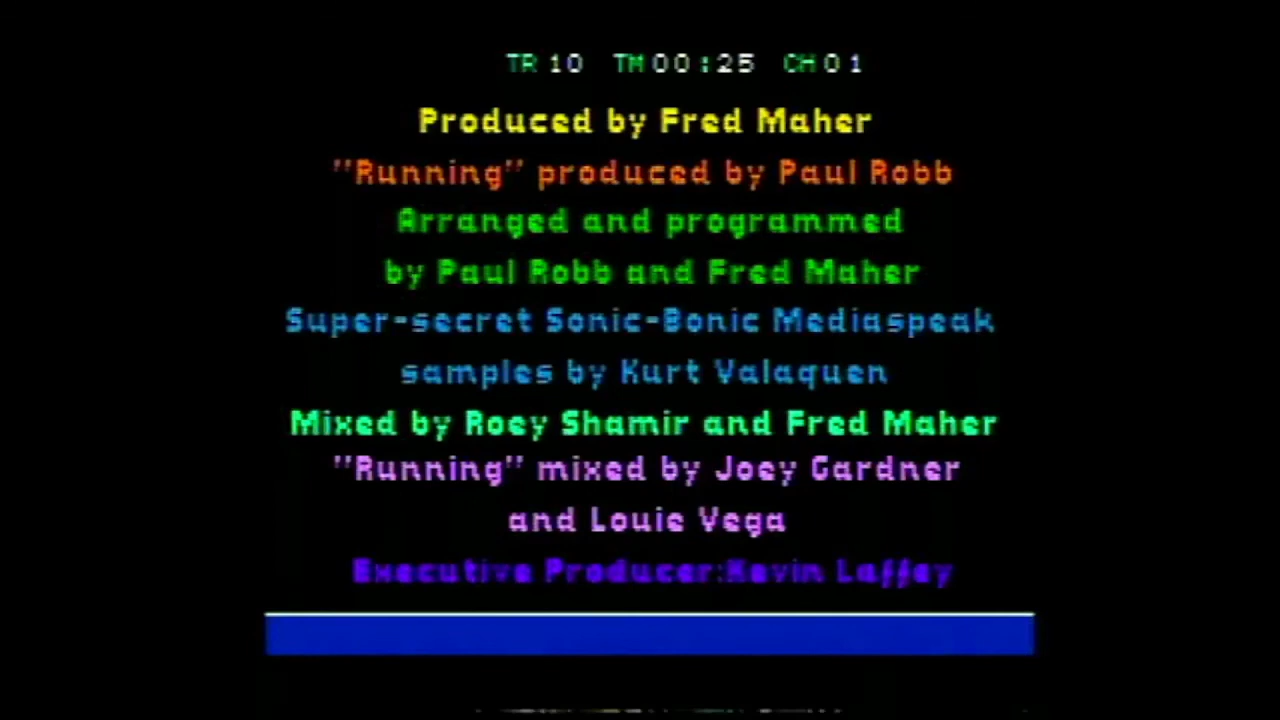 TR 10 TM 00:25 CH 01
Produced by Fred Maher
"Running" produced by Paul Robb
Arranged and programmed
by Paul Robb and Fred Maher
Super-secret Sonic-Bonic Mediaspeak
samples by Kurt Valaquen
Mixed by Roey Shamir and Fred Maher
"Running" mixed by Joey Gardner
and Louie Vega
Executive Producer:Kevin Laffey